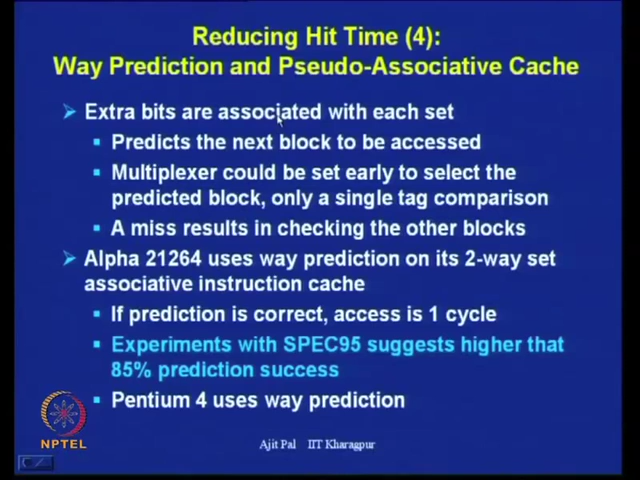 Reducing Hit Time (4):
Way Prediction and Pseudo-Associative Cache
Extra bits are associated with each set
Predicts the next block to be accessed
Multiplexer could be set early to select the
predicted block, only a single tag comparison
A miss results in checking the other blocks
Alpha 21264 uses way prediction on its 2-way set
associative instruction cache
If prediction is correct, access is 1 cycle
Experiments with SPEC95 suggests higher that
85% prediction success
Pentium 4 uses way prediction
NPTEL
Ajit Pal IIT Kharagpur